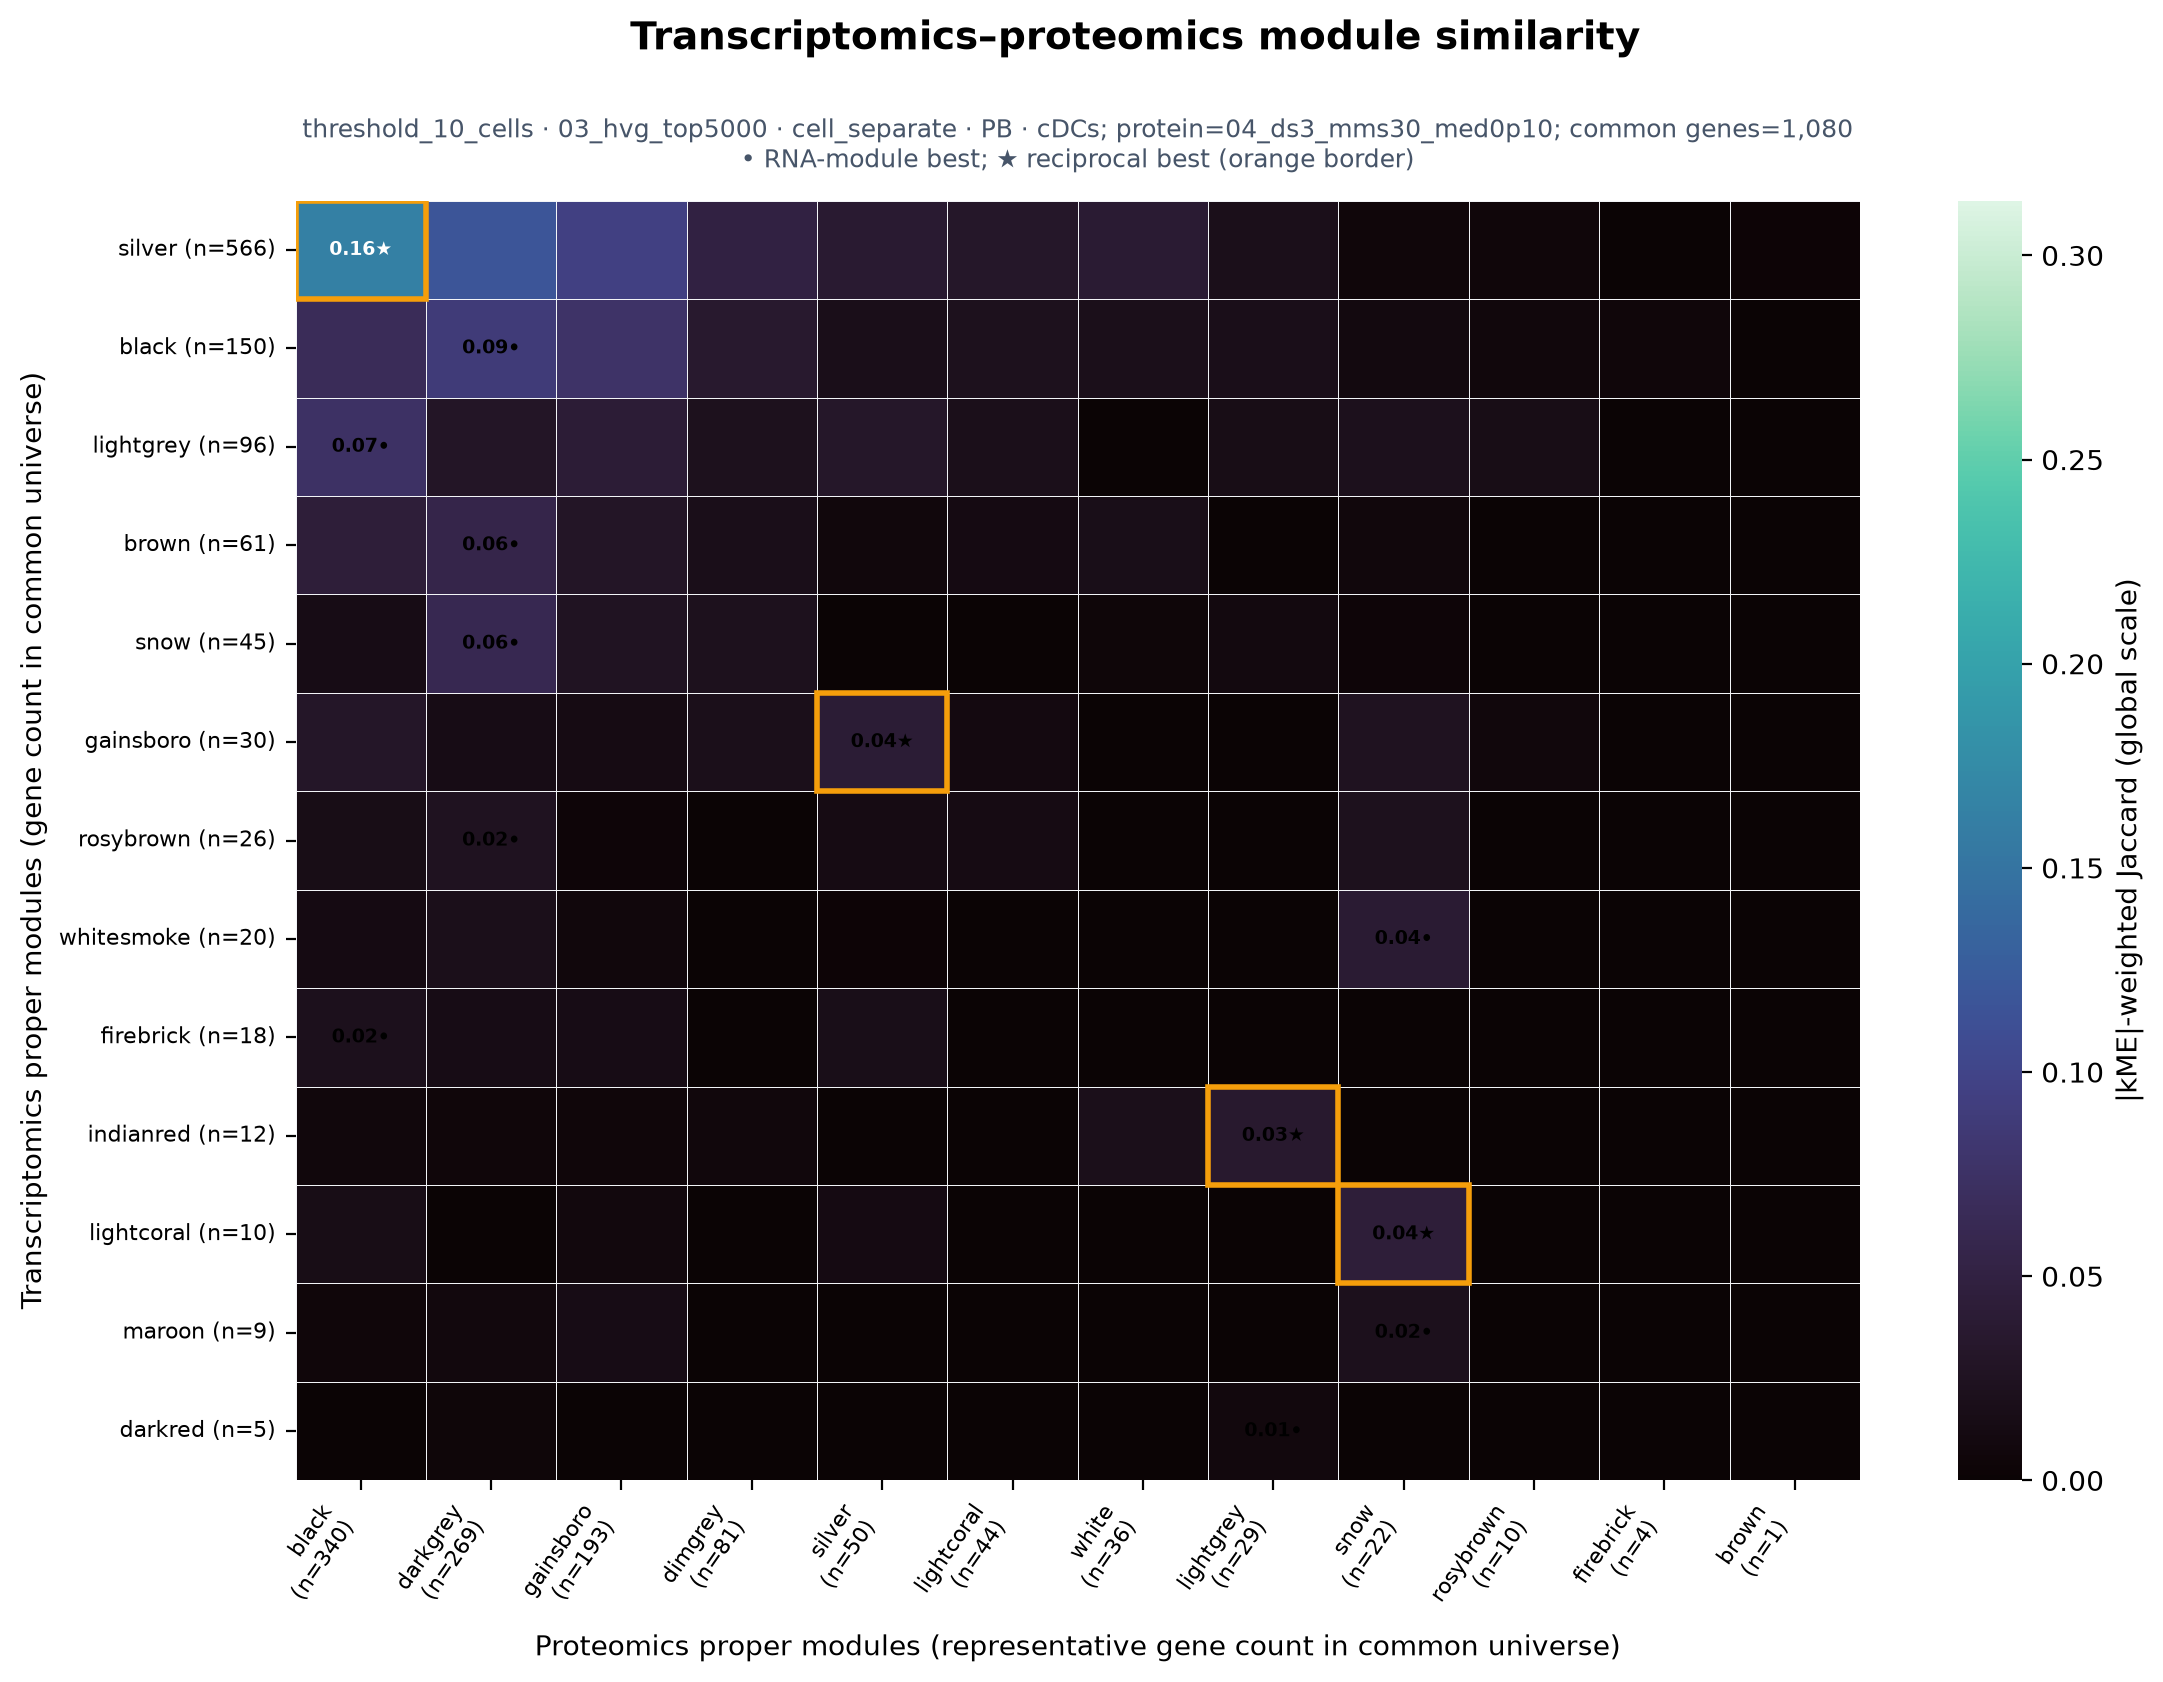 Transcriptomics–proteomics module similarity
threshold_10_cells · 03_hvg_top5000 · cell_separate · PB · cDCs; protein=04_ds3_mms30_med0p10; common genes=1,080
• RNA-module best; ★ reciprocal best (orange border)
Transcriptomics proper modules (gene count in common universe)
silver (n=566)
0.16★
black (n=150)
0.09•
lightgrey (n=96)
0.07•
brown (n=61)
0.06•
snow (n=45)
0.06•
gainsboro (n=30)
0.04★
rosybrown (n=26)
0.02•
whitesmoke (n=20)
0.04•
firebrick (n=18)
0.02•
indianred (n=12)
0.03★
lightcoral (n=10)
0.04★
maroon (n=9)
0.02•
darkred (n=5)
0.01•
black
(n=340)
darkgrey
(n=269)
gainsboro
(n=193)
dimgrey
(n=81)
silver
(n=50)
lightcoral
(n=44)
white
(n=36)
lightgrey
(n=29)
snow
(n=22)
rosybrown
(n=10)
firebrick
(n=4)
brown
(n=1)
Proteomics proper modules (representative gene count in common universe)
0.30
0.25
0.20
0.15
0.10
0.05
0.00
|kME|-weighted Jaccard (global scale)